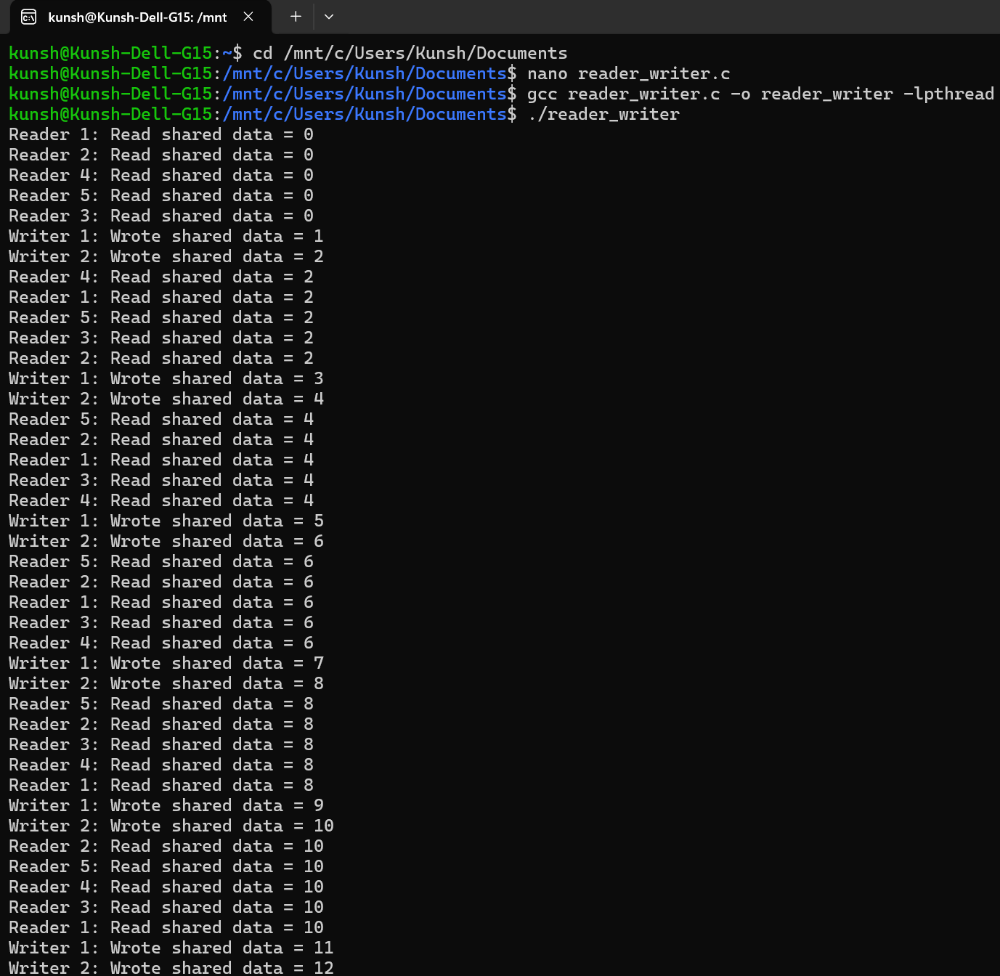 kunsh@Kunsh-Dell-G15: /mnt
kunsh@Kunsh-Dell-G15:~$ cd /mnt/c/Users/Kunsh/Documents
kunsh@Kunsh-Dell-G15:/mnt/c/Users/Kunsh/Documents$ nano reader_writer.c
kunsh@Kunsh-Dell-G15:/mnt/c/Users/Kunsh/Documents$ gcc reader_writer.c -o reader_writer -lpthread
kunsh@Kunsh-Dell-G15:/mnt/c/Users/Kunsh/Documents$ ./reader_writer
Reader 1: Read shared data = 0
Reader 2: Read shared data = 0
Reader 4: Read shared data = 0
Reader 5: Read shared data = 0
Reader 3: Read shared data = 0
Writer 1: Wrote shared data = 1
Writer 2: Wrote shared data = 2
Reader 4: Read shared data = 2
Reader 1: Read shared data = 2
Reader 5: Read shared data = 2
Reader 3: Read shared data = 2
Reader 2: Read shared data = 2
Writer 1: Wrote shared data = 3
Writer 2: Wrote shared data = 4
Reader 5: Read shared data = 4
Reader 2: Read shared data = 4
Reader 1: Read shared data = 4
Reader 3: Read shared data = 4
Reader 4: Read shared data = 4
Writer 1: Wrote shared data = 5
Writer 2: Wrote shared data = 6
Reader 5: Read shared data = 6
Reader 2: Read shared data = 6
Reader 1: Read shared data = 6
Reader 3: Read shared data = 6
Reader 4: Read shared data = 6
Writer 1: Wrote shared data = 7
Writer 2: Wrote shared data = 8
Reader 5: Read shared data = 8
Reader 2: Read shared data = 8
Reader 3: Read shared data = 8
Reader 4: Read shared data = 8
Reader 1: Read shared data = 8
Writer 1: Wrote shared data = 9
Writer 2: Wrote shared data = 10
Reader 2: Read shared data = 10
Reader 5: Read shared data = 10
Reader 4: Read shared data = 10
Reader 3: Read shared data = 10
Reader 1: Read shared data = 10
Writer 1: Wrote shared data = 11
Writer 2: Wrote shared data = 12